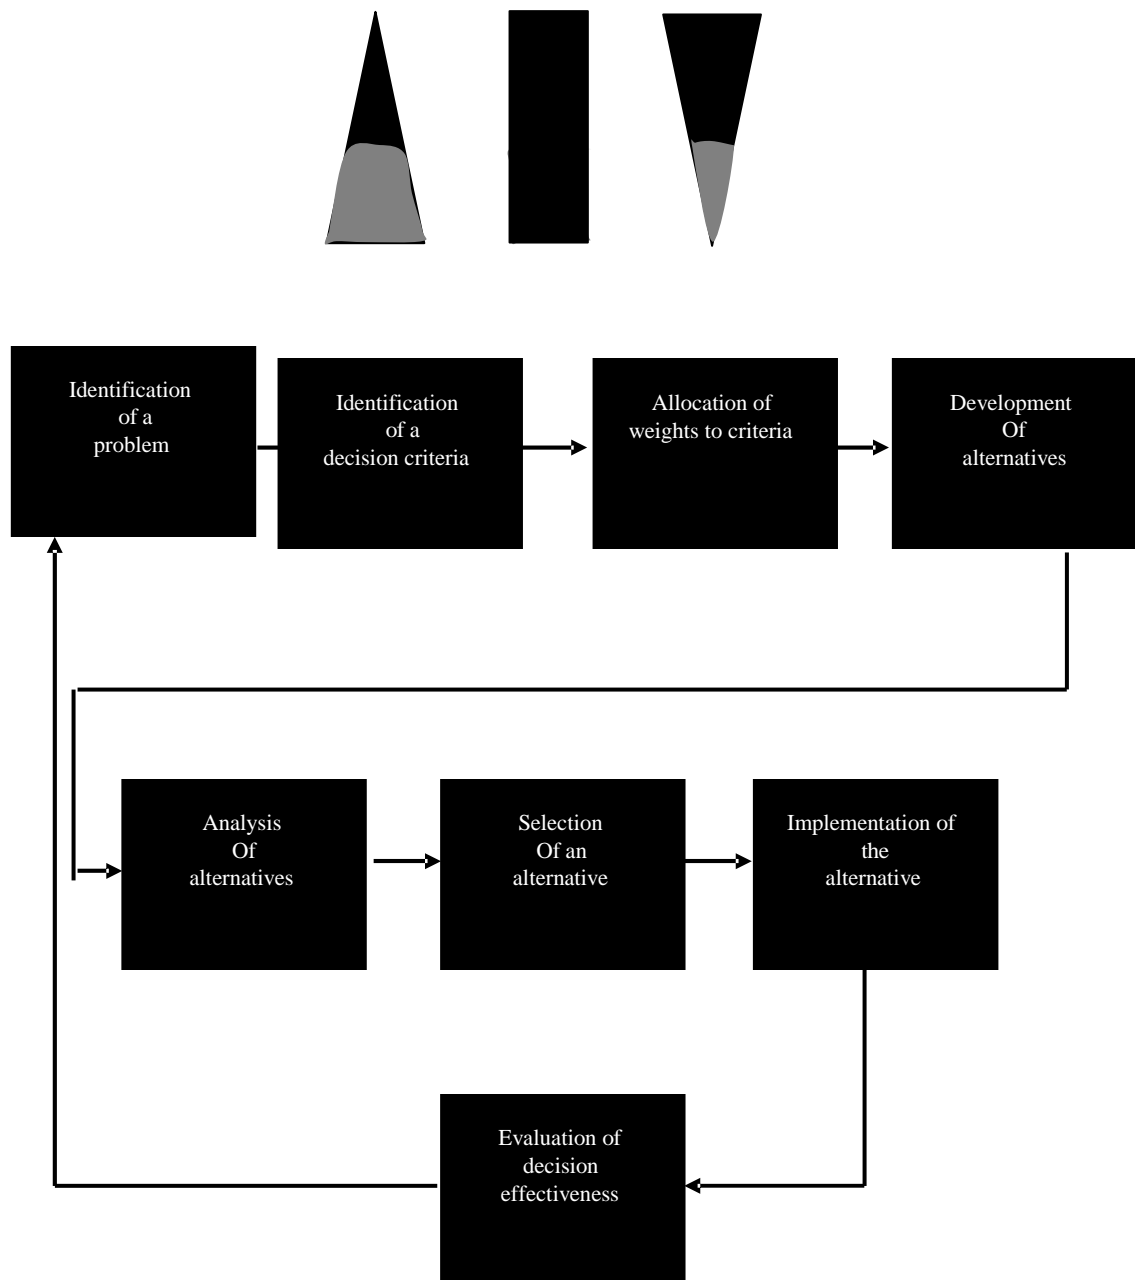 Identification
of a
problem
Identification
of a
decision criteria
Allocation of
weights to criteria
Development
Of
alternatives
Analysis
Of
alternatives
Selection
Of an
alternative
Implementation of
the
alternative
Evaluation of
decision
effectiveness